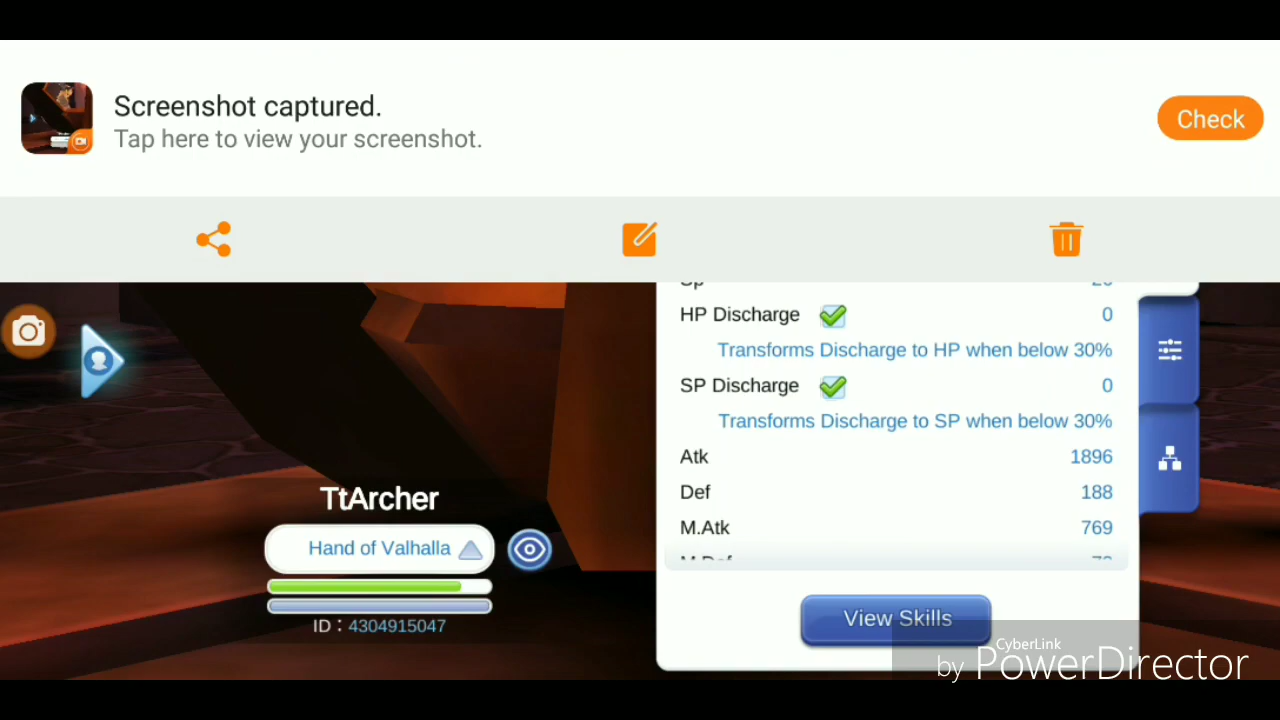 Screenshot captured.
Tap here to view your screenshot.
Check
HP Discharge 0
Transforms Discharge to HP when below 30%
SP Discharge 0
Transforms Discharge to SP when below 30%
Atk 1896
Def 188
M.Atk 769
TtArcher
Hand of Valhalla
ID：4304915047
View Skills
CyberLink
by PowerDirector